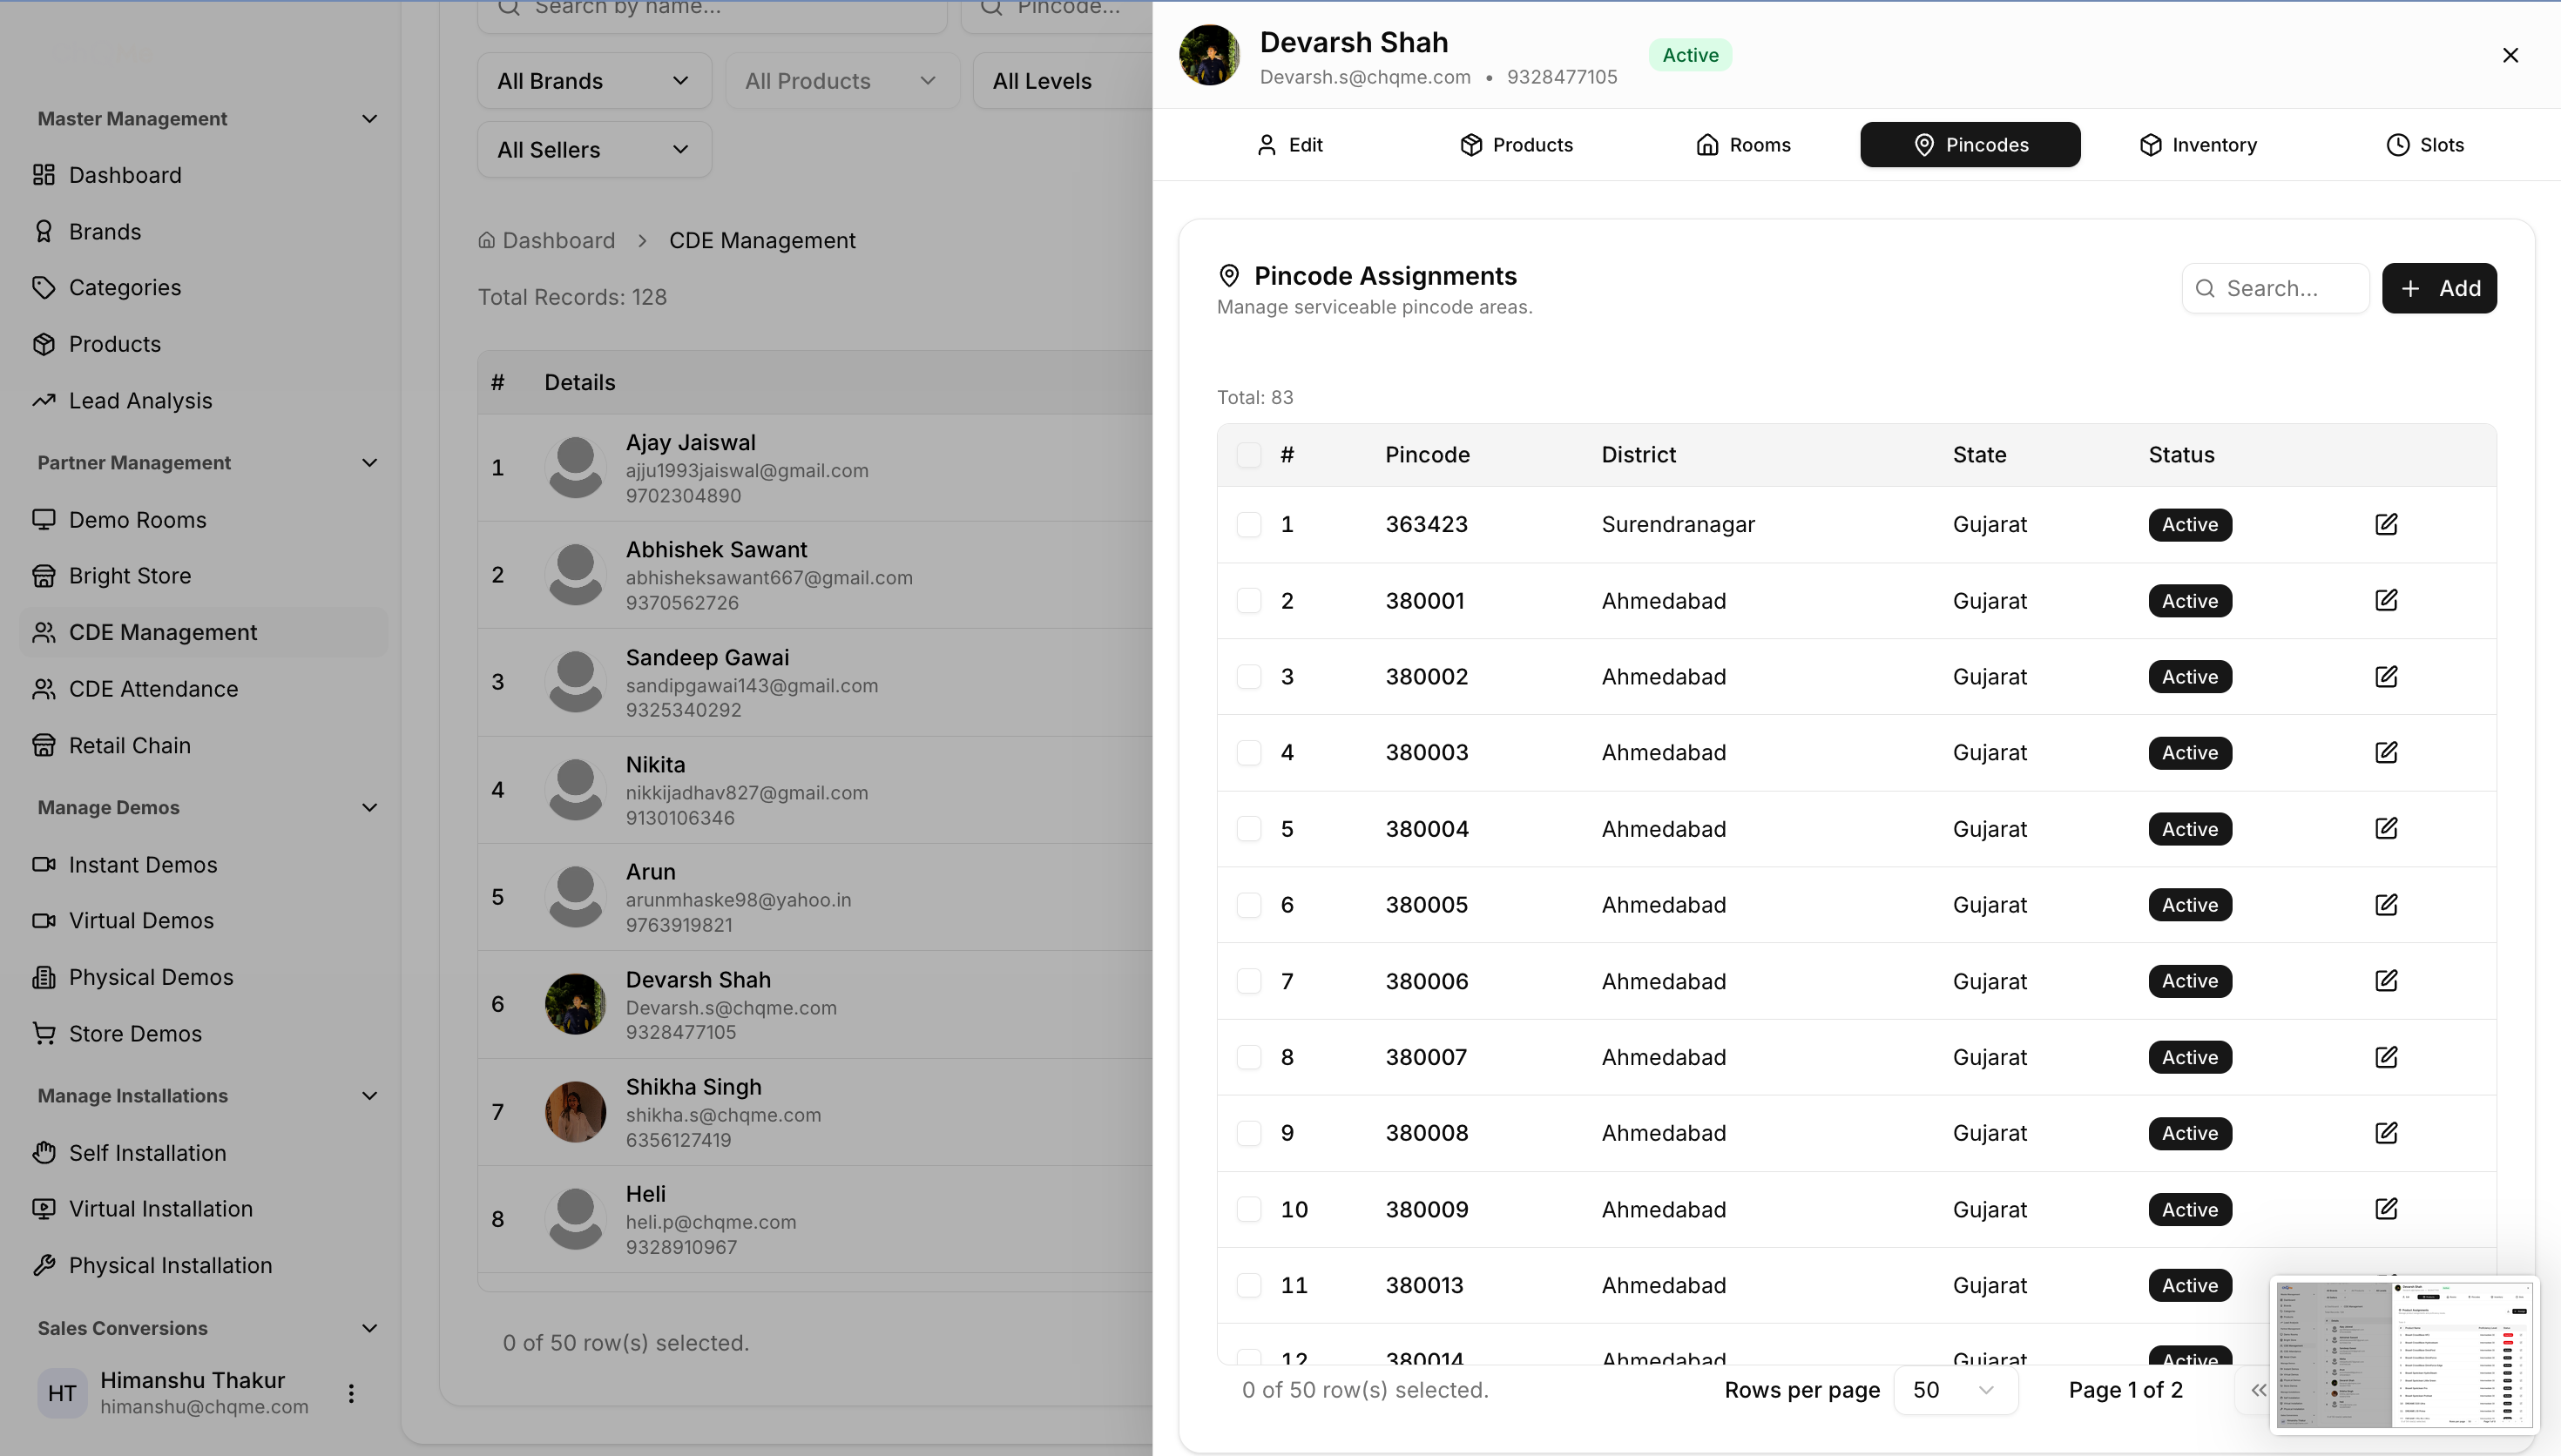 Search by name...
Pincode...
All Brands
All Products
All Levels
All Sellers
Master Management
Dashboard
Brands
Categories
Products
Lead Analysis
Partner Management
Demo Rooms
Bright Store
CDE Management
CDE Attendance
Retail Chain
Manage Demos
Instant Demos
Virtual Demos
Physical Demos
Store Demos
Manage Installations
Self Installation
Virtual Installation
Physical Installation
Sales Conversions
HT
Himanshu Thakur
himanshu@chqme.com
Dashboard > CDE Management
Total Records: 128
# Details
1 Ajay Jaiswal
ajju1993jaiswal@gmail.com
9702304890
2 Abhishek Sawant
abhisheksawant667@gmail.com
9370562726
3 Sandeep Gawai
sandipgawai143@gmail.com
9325340292
4 Nikita
nikkijadhav827@gmail.com
9130106346
5 Arun
arunmhaske98@yahoo.in
9763919821
6 Devarsh Shah
Devarsh.s@chqme.com
9328477105
7 Shikha Singh
shikha.s@chqme.com
6356127419
8 Heli
heli.p@chqme.com
9328910967
0 of 50 row(s) selected.
Devarsh Shah
Devarsh.s@chqme.com • 9328477105
Active
Edit Products Rooms Pincodes Inventory Slots
Pincode Assignments
Manage serviceable pincode areas.
Search...
+ Add
Total: 83
# Pincode District State Status
1 363423 Surendranagar Gujarat Active
2 380001 Ahmedabad Gujarat Active
3 380002 Ahmedabad Gujarat Active
4 380003 Ahmedabad Gujarat Active
5 380004 Ahmedabad Gujarat Active
6 380005 Ahmedabad Gujarat Active
7 380006 Ahmedabad Gujarat Active
8 380007 Ahmedabad Gujarat Active
9 380008 Ahmedabad Gujarat Active
10 380009 Ahmedabad Gujarat Active
11 380013 Ahmedabad Gujarat Active
12 380014 Ahmedabad Gujarat Active
0 of 50 row(s) selected.
Rows per page 50
Page 1 of 2